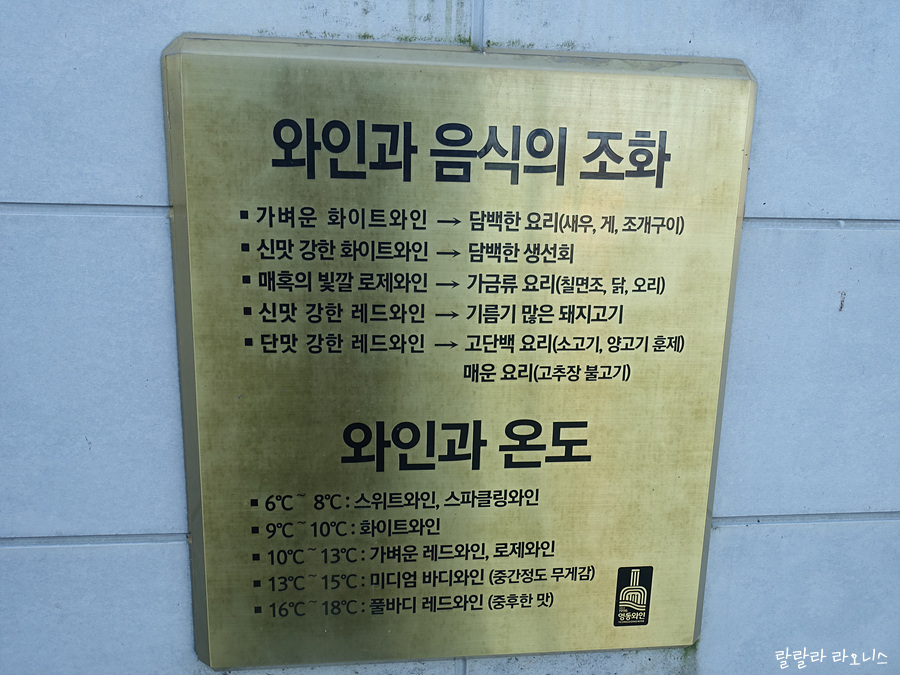 와인과 음식의 조화
▪ 가벼운 화이트와인 → 담백한 요리(새우, 게, 조개구이)
▪ 신맛 강한 화이트와인 → 담백한 생선회
▪ 매혹의 빛깔 로제와인 → 가금류 요리(칠면조, 닭, 오리)
▪ 신맛 강한 레드와인 → 기름기 많은 돼지고기
▪ 단맛 강한 레드와인 → 고단백 요리(소고기, 양고기 훈제)
매운 요리(고추장 불고기)
와인과 온도
▪ 6℃~ 8℃ : 스위트와인, 스파클링와인
▪ 9℃~10℃ : 화이트와인
▪ 10℃~13℃ : 가벼운 레드와인, 로제와인
▪ 13℃~15℃ : 미디엄 바디와인 (중간정도 무게감)
▪ 16℃~18℃ : 풀바디 레드와인 (중후한 맛)
영동와인
랄랄라 라오니스